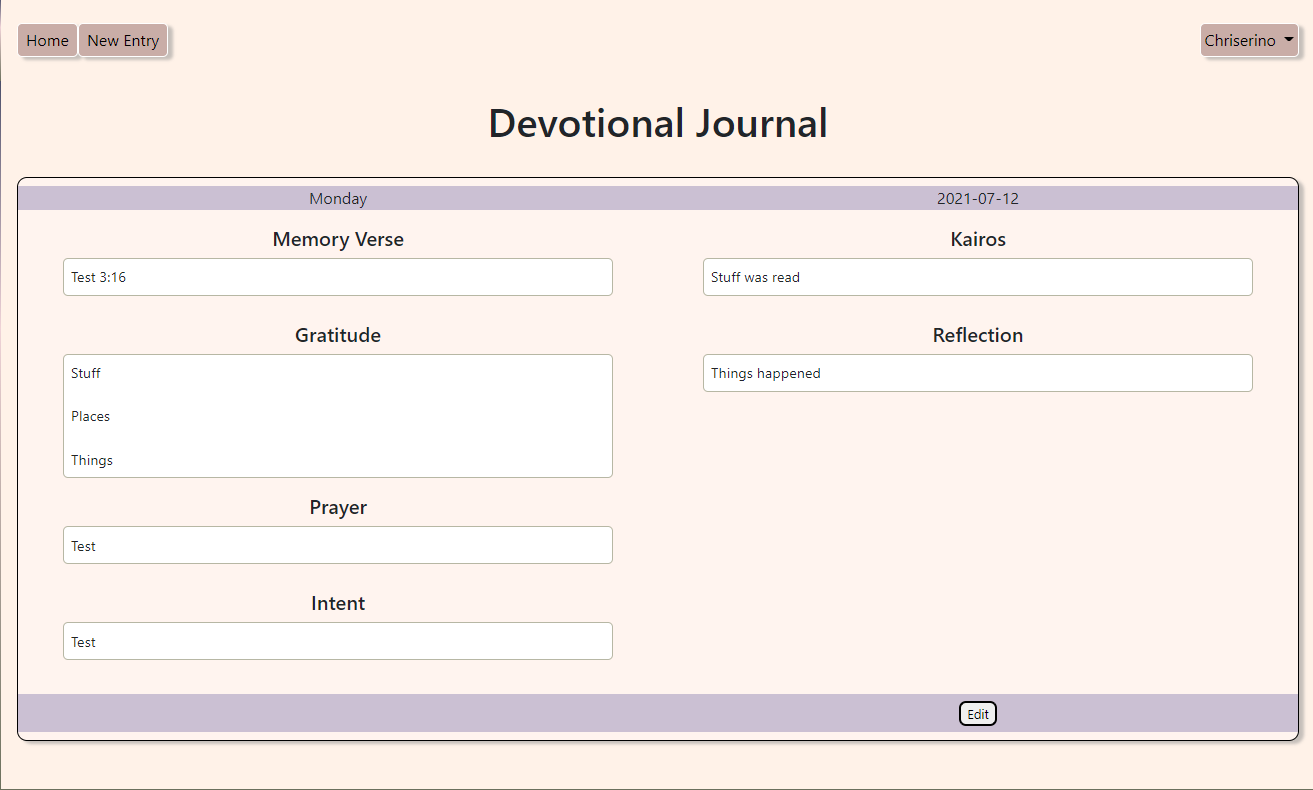 Home New Entry Chriserino
Devotional Journal
Monday 2021-07-12
Memory Verse Kairos
Test 3:16 Stuff was read
Gratitude Reflection
Stuff Things happened
Places
Things
Prayer
Test
Intent
Test
Edit